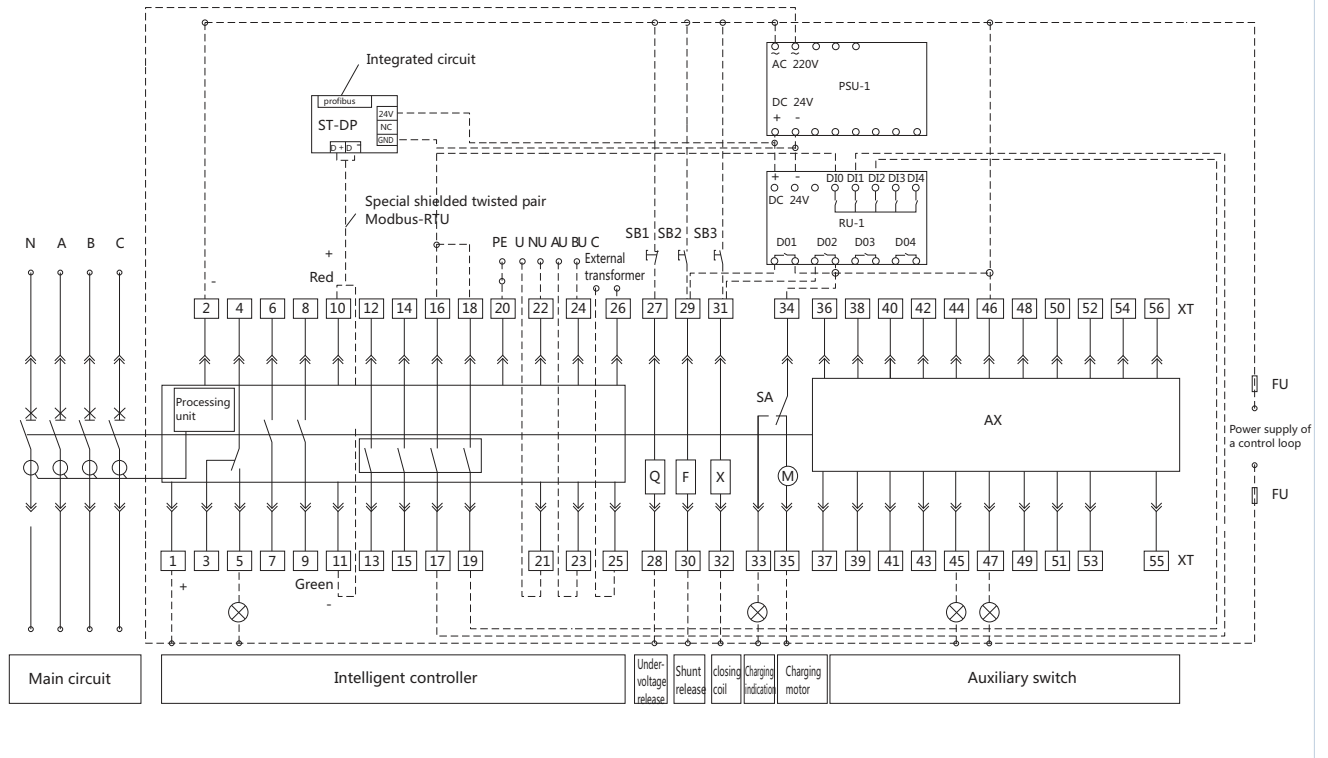 Integrated circuit
profibus
ST-DP
24V
NC
GND
D + D -
AC 220V
PSU-1
DC 24V
+ -
+ - DI0 DI1 DI2 DI3 DI4
DC 24V
RU-1
D01 D02 D03 D04
Special shielded twisted pair
Modbus-RTU
N A B C
+
Red
-
PE U NU AU BU C
External
transformer
SB1 SB2 SB3
2 4 6 8 10 12 14 16 18 20 22 24 26 27 29 31 34 36 38 40 42 44 46 48 50 52 54 56 XT
Processing
unit
SA
AX
FU
Power supply of
a control loop
Q F X M
FU
1 3 5 7 9 11 13 15 17 19 21 23 25 28 30 32 33 35 37 39 41 43 45 47 49 51 53 55 XT
+
Green
-
Main circuit
Intelligent controller
Under-
voltage
release
Shunt
release
closing
coil
Charging
indication
Charging
motor
Auxiliary switch